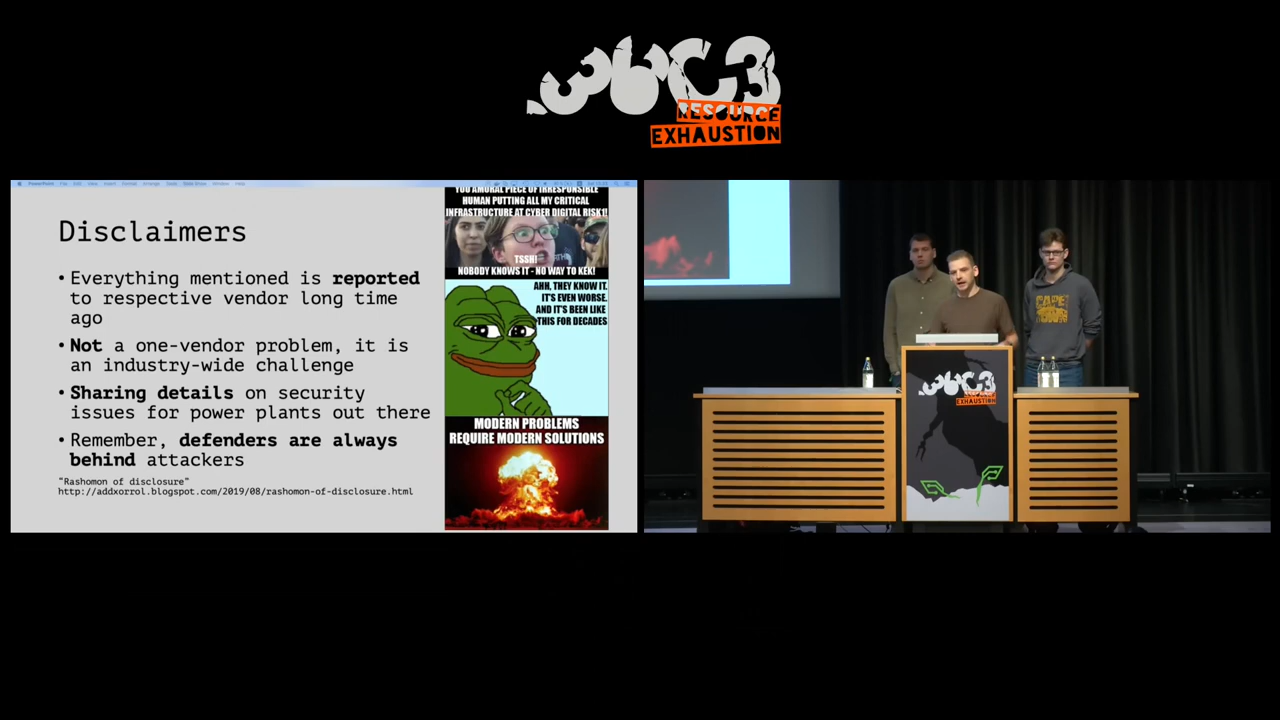 36C3
RESOURCE
EXHAUSTION
Disclaimers
• Everything mentioned is reported
to respective vendor long time
ago
• Not a one-vendor problem, it is
an industry-wide challenge
• Sharing details on security
issues for power plants out there
• Remember, defenders are always
behind attackers
"Rashomon of disclosure"
http://addxorrol.blogspot.com/2019/08/rashomon-of-disclosure.html
YOU AMORAL PIECE OF IRRESPONSIBLE
HUMAN PUTTING ALL MY CRITICAL
INFRASTRUCTURE AT CYBER DIGITAL RISK1!
TSSH!
NOBODY KNOWS IT - NO WAY TO KEK!
AHH, THEY KNOW IT.
IT'S EVEN WORSE.
AND IT'S BEEN LIKE
THIS FOR DECADES
MODERN PROBLEMS
REQUIRE MODERN SOLUTIONS
36C3
EXHAUSTION